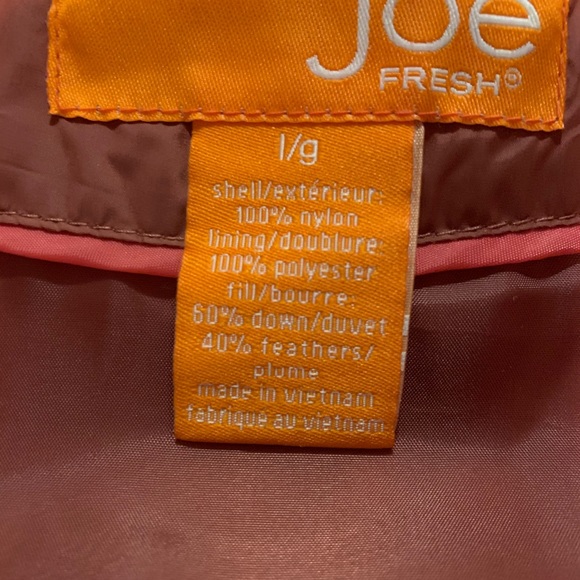 joe
FRESH®
l/g
shell/extérieur:
100% nylon
lining/doublure:
100% polyester
fill/bourre:
60% down/duvet
40% feathers/
plume
made in vietnam
fabriqué au vietnam